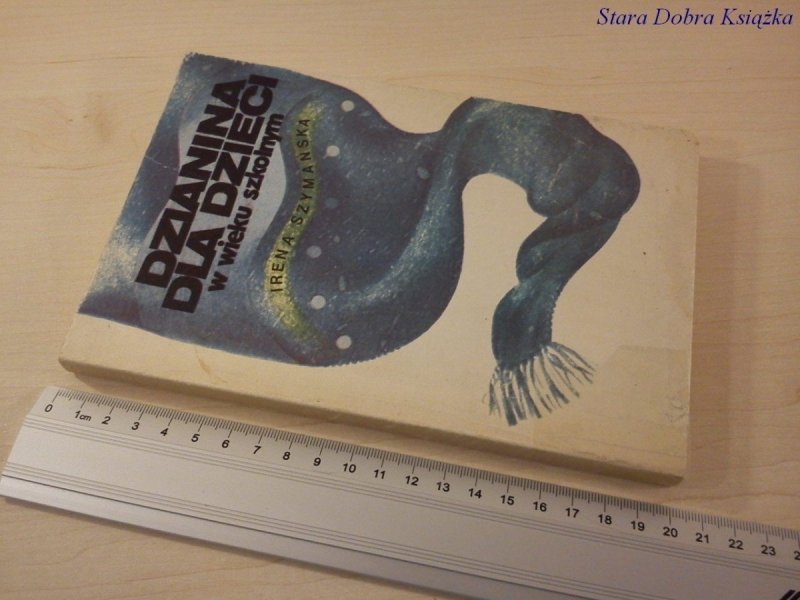 Stara Dobra Książka
DZIANINA
DLA DZIECI
w wieku szkolnym
IRENA SZYMAŃSKA
0 1cm 2 3 4 5 6 7 8 9 10 11 12 13 14 15 16 17 18 19 20 21 22 23